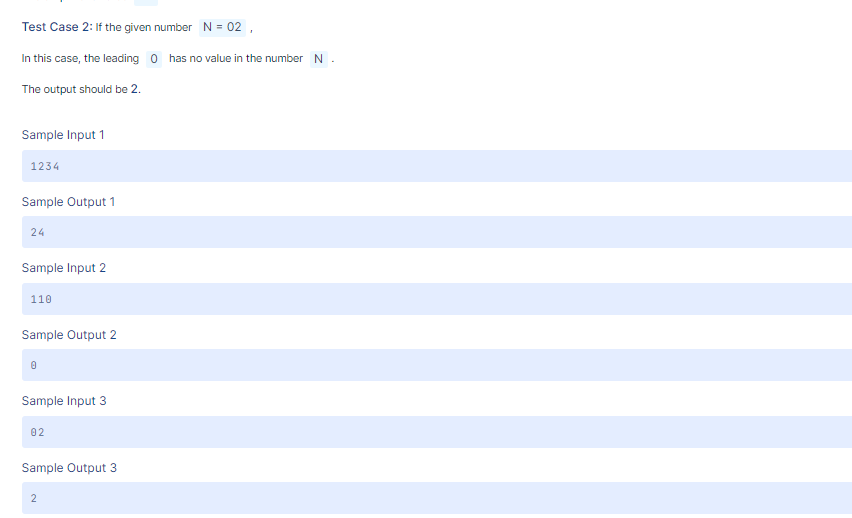 Test Case 2: If the given number N = 02 ,
In this case, the leading 0 has no value in the number N .
The output should be 2.
Sample Input 1
1234
Sample Output 1
24
Sample Input 2
110
Sample Output 2
0
Sample Input 3
02
Sample Output 3
2